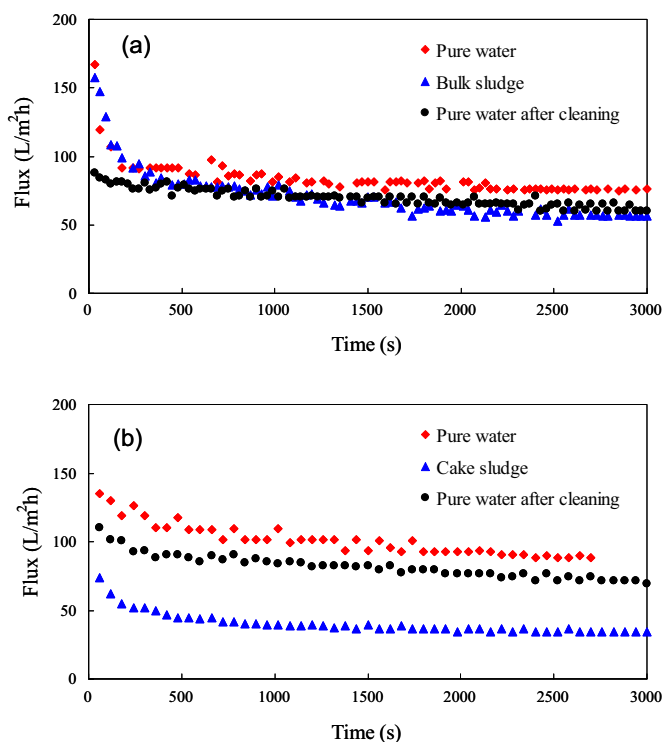 (a)
200
150
100
50
0
Flux (L/m²h)
Pure water
Bulk sludge
Pure water after cleaning
0 500 1000 1500 2000 2500 3000
Time (s)
(b)
200
150
100
50
0
Flux (L/m²h)
Pure water
Cake sludge
Pure water after cleaning
0 500 1000 1500 2000 2500 3000
Time (s)